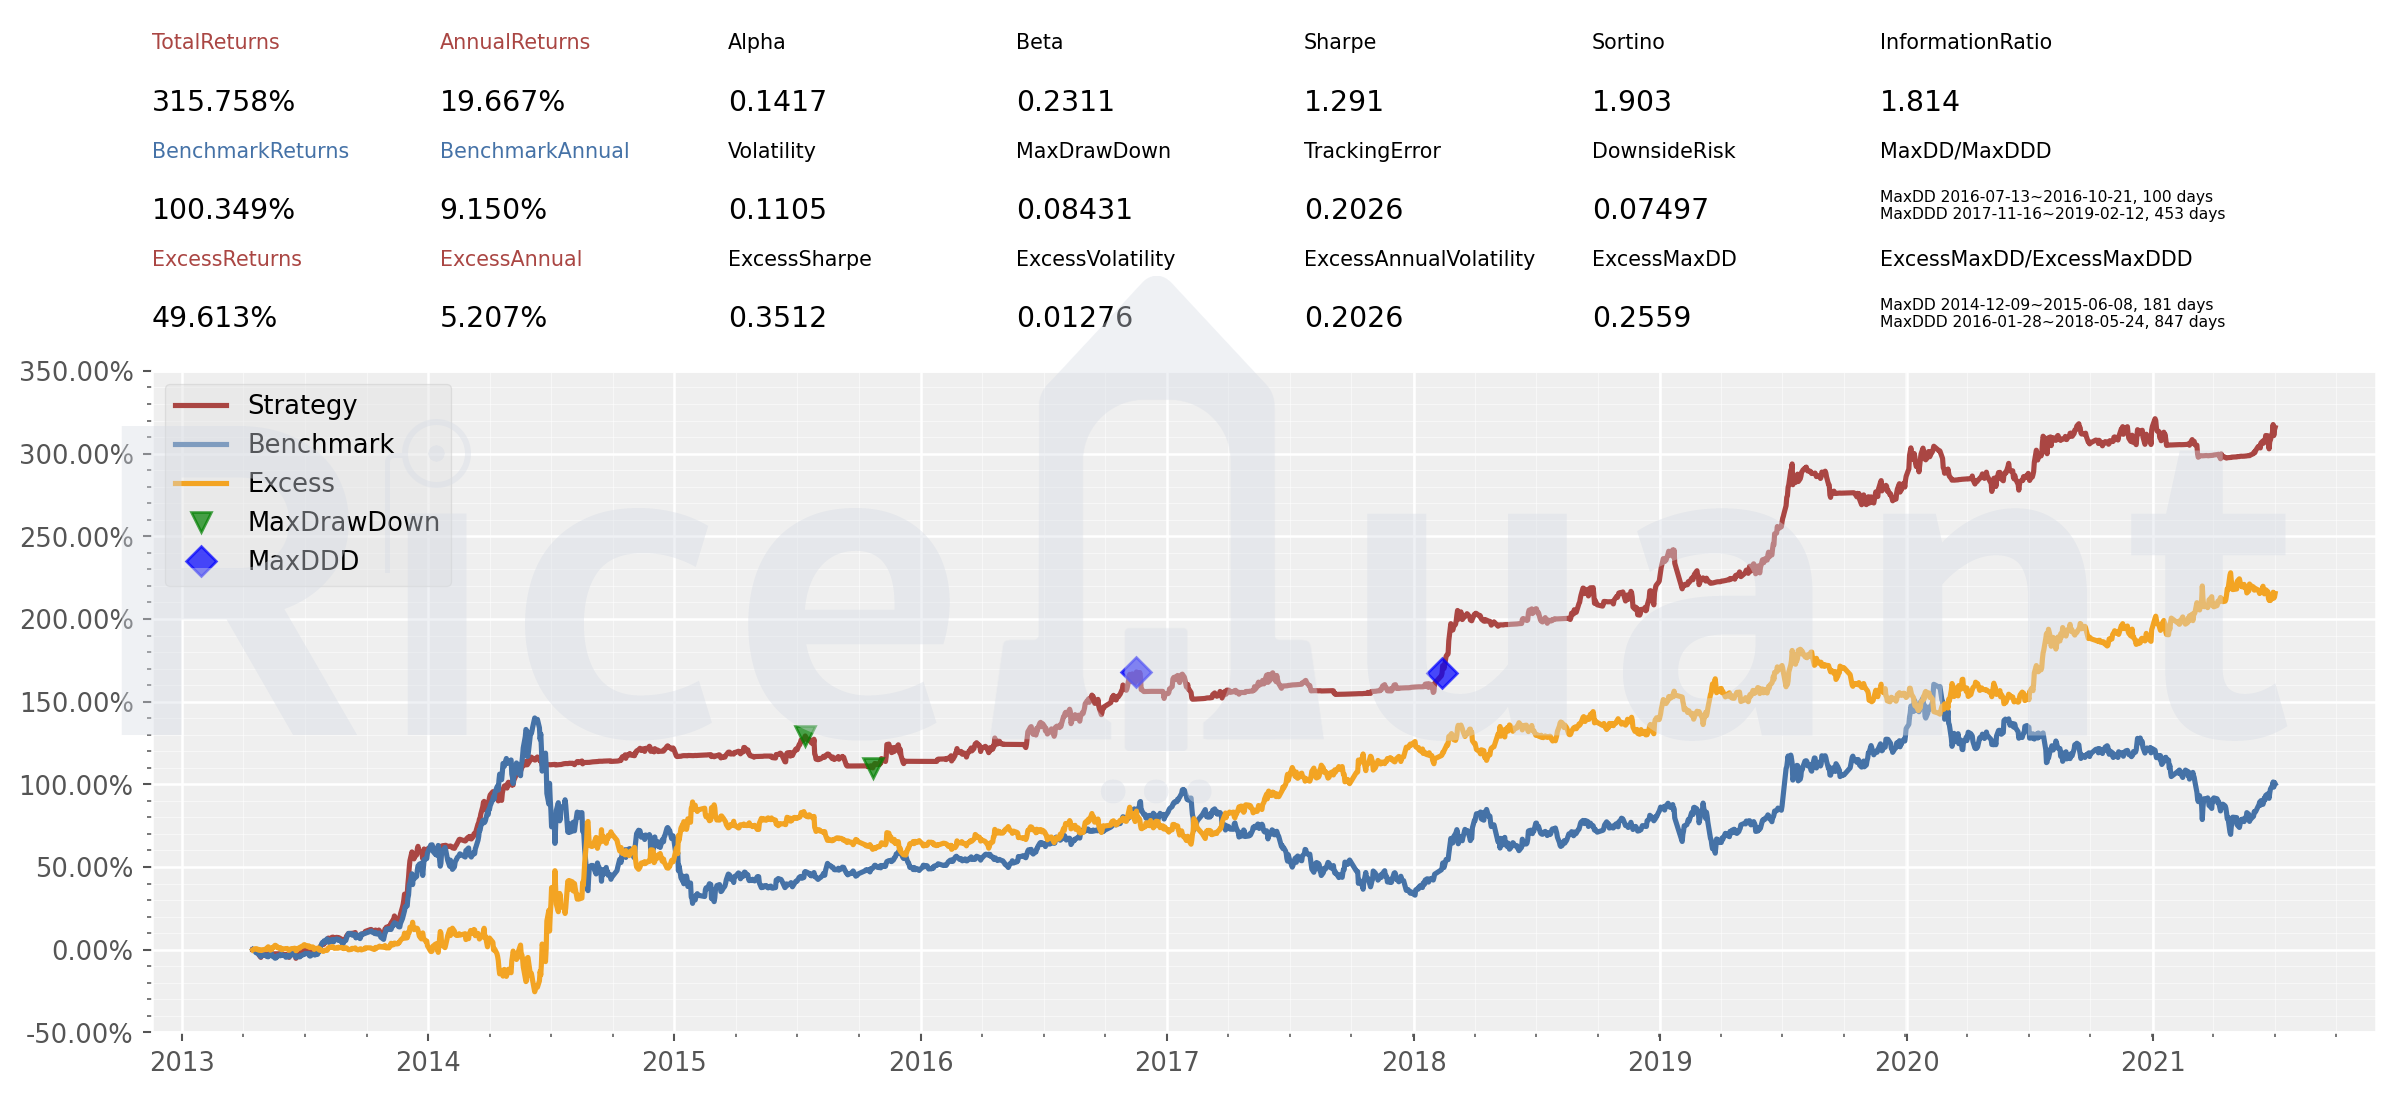 TotalReturns AnnualReturns Alpha Beta Sharpe Sortino InformationRatio
315.758% 19.667% 0.1417 0.2311 1.291 1.903 1.814
BenchmarkReturns BenchmarkAnnual Volatility MaxDrawDown TrackingError DownsideRisk MaxDD/MaxDDD
100.349% 9.150% 0.1105 0.08431 0.2026 0.07497 MaxDD 2016-07-13~2016-10-21, 100 days
MaxDDD 2017-11-16~2019-02-12, 453 days
ExcessReturns ExcessAnnual ExcessSharpe ExcessVolatility ExcessAnnualVolatility ExcessMaxDD ExcessMaxDD/ExcessMaxDDD
49.613% 5.207% 0.3512 0.01276 0.2026 0.2559 MaxDD 2014-12-09~2015-06-08, 181 days
MaxDDD 2016-01-28~2018-05-24, 847 days
350.00%
300.00%
250.00%
200.00%
150.00%
100.00%
50.00%
0.00%
-50.00%
Strategy
Benchmark
Excess
MaxDrawDown
MaxDDD
RiceQuant
2013 2014 2015 2016 2017 2018 2019 2020 2021